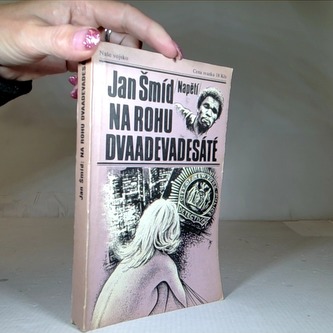 Jan Šmíd Napětí
NA ROHU
DVAADEVADESÁTÉ
Jan Šmíd: NA ROHU DVAADEVADESÁTÉ